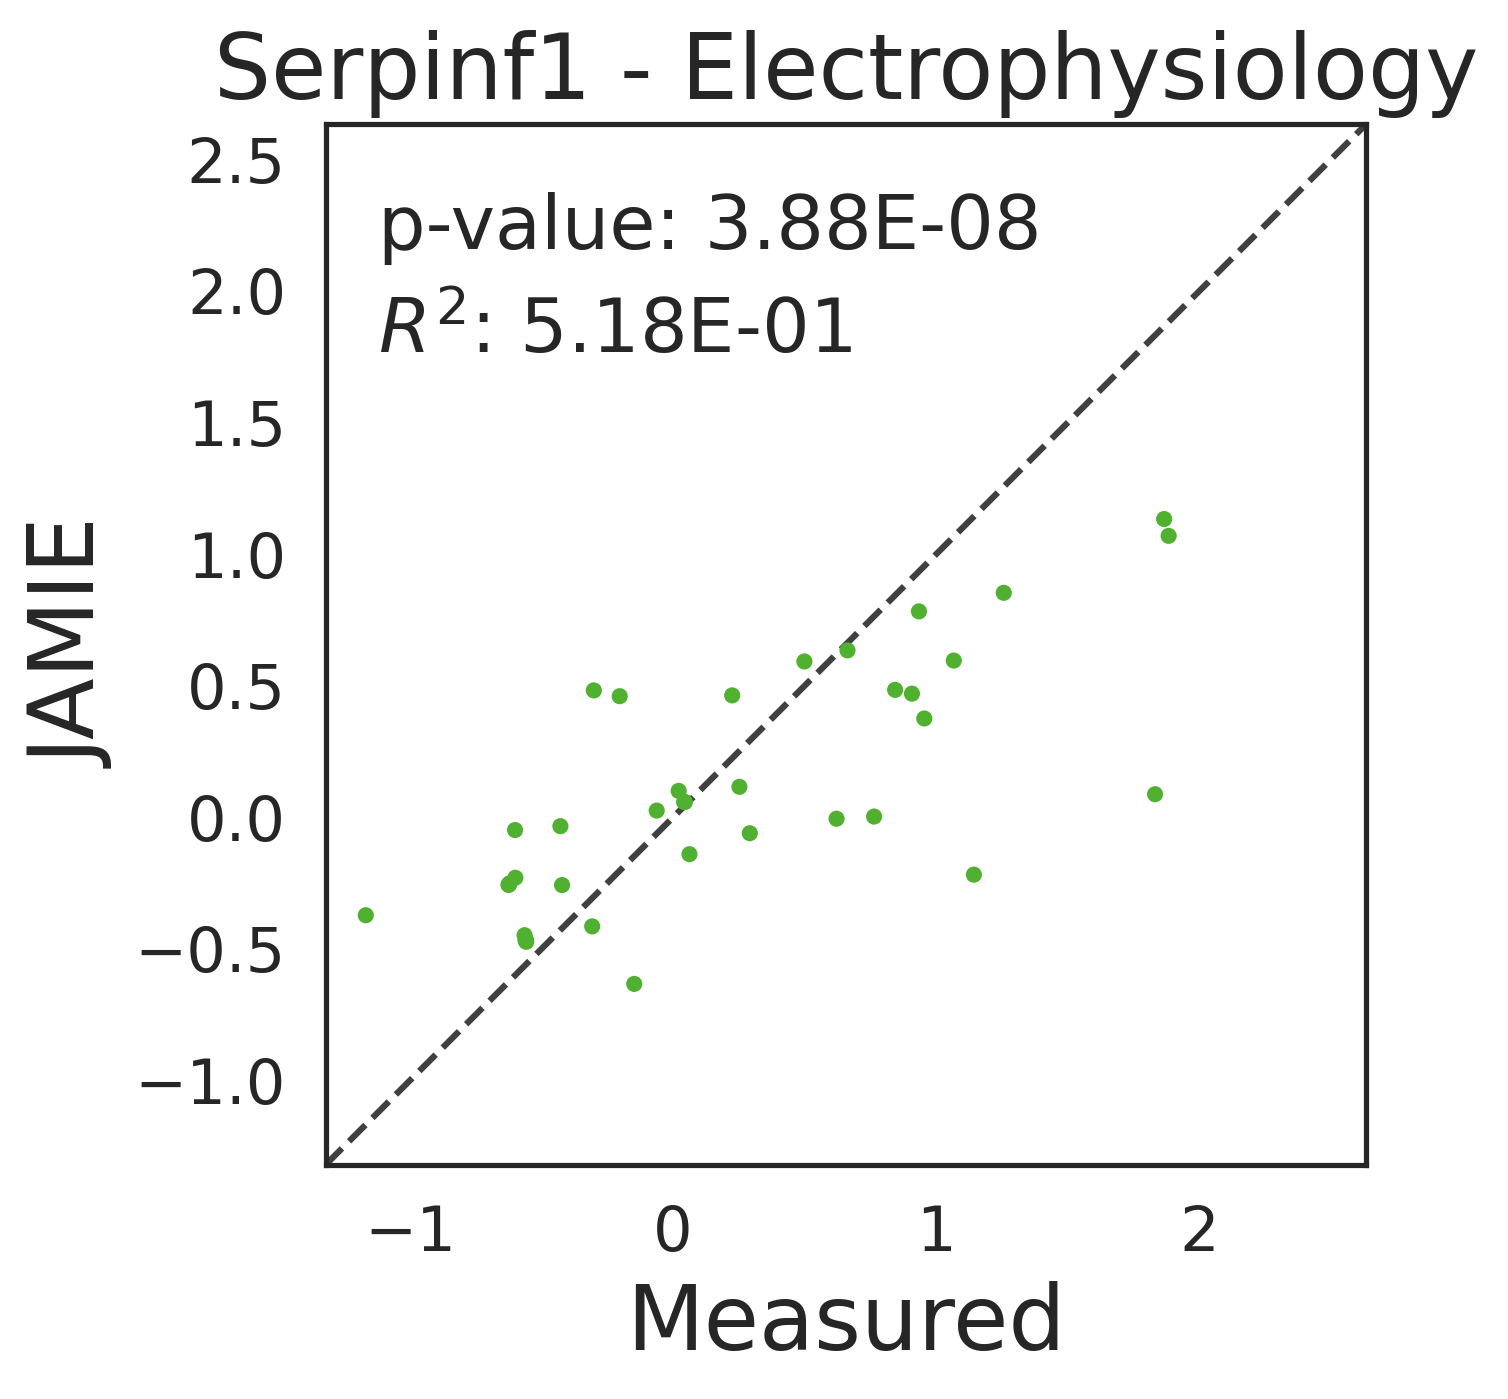 Serpinf1 - Electrophysiology
p-value: 3.88E-08
R²: 5.18E-01
2.5
2.0
1.5
1.0
0.5
0.0
−0.5
−1.0
JAMIE
−1 0 1 2
Measured